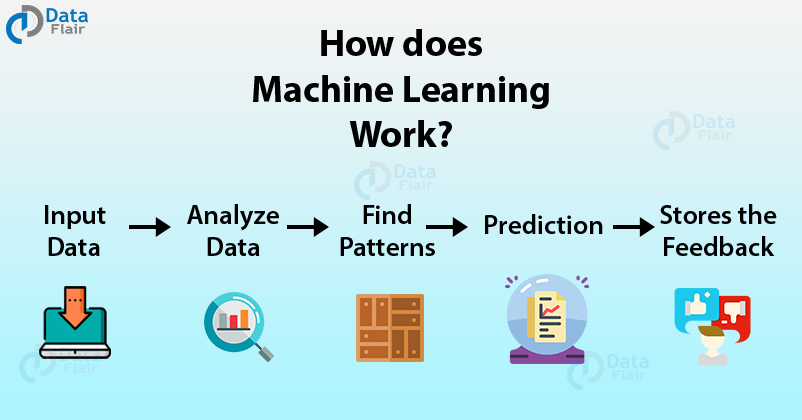 Data
Flair
How does
Machine Learning
Work?
Data
Flair
Data
Flair
Input
Data
Analyze
Data
Find
Patterns
Prediction
Stores the
Feedback
Data
Flair
Data
Flair